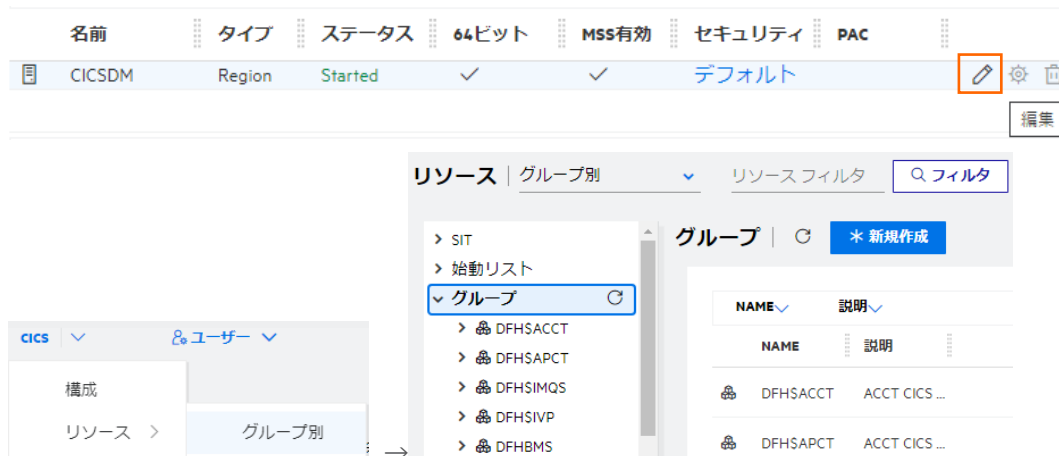 名前 タイプ ステータス 64ビット MSS有効 セキュリティ PAC
CICSDM Region Started デフォルト
編集
リソース グループ別 リソース フィルタ フィルタ
グループ 新規作成
SIT
始動リスト
グループ
DFH$ACCT
DFH$APCT
DFH$IMQS
DFH$IVP
DFHBMS
NAME 説明
NAME 説明
DFH$ACCT ACCT CICS ...
DFH$APCT ACCT CICS ...
CICS ユーザー
構成
リソース グループ別
→